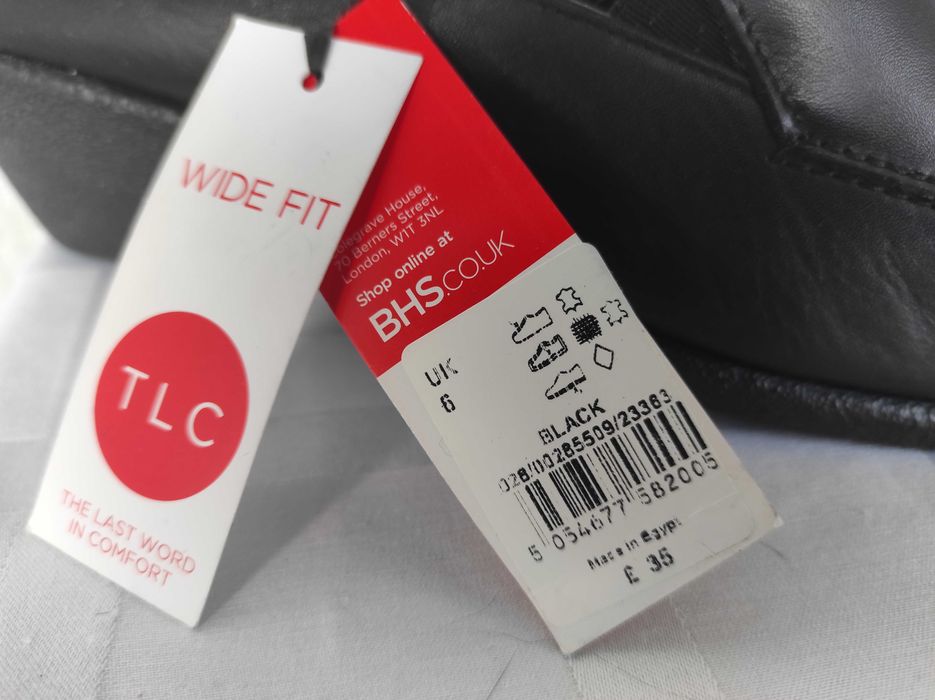 WIDE FIT
TLC
THE LAST WORD
IN COMFORT
House,
70 Berners Street,
London, W1T 3NL
Shop online at
BHS.CO.UK
UK
6
BLACK
028/00285509/23363
5 054677 582005
Made in Egypt
£ 35